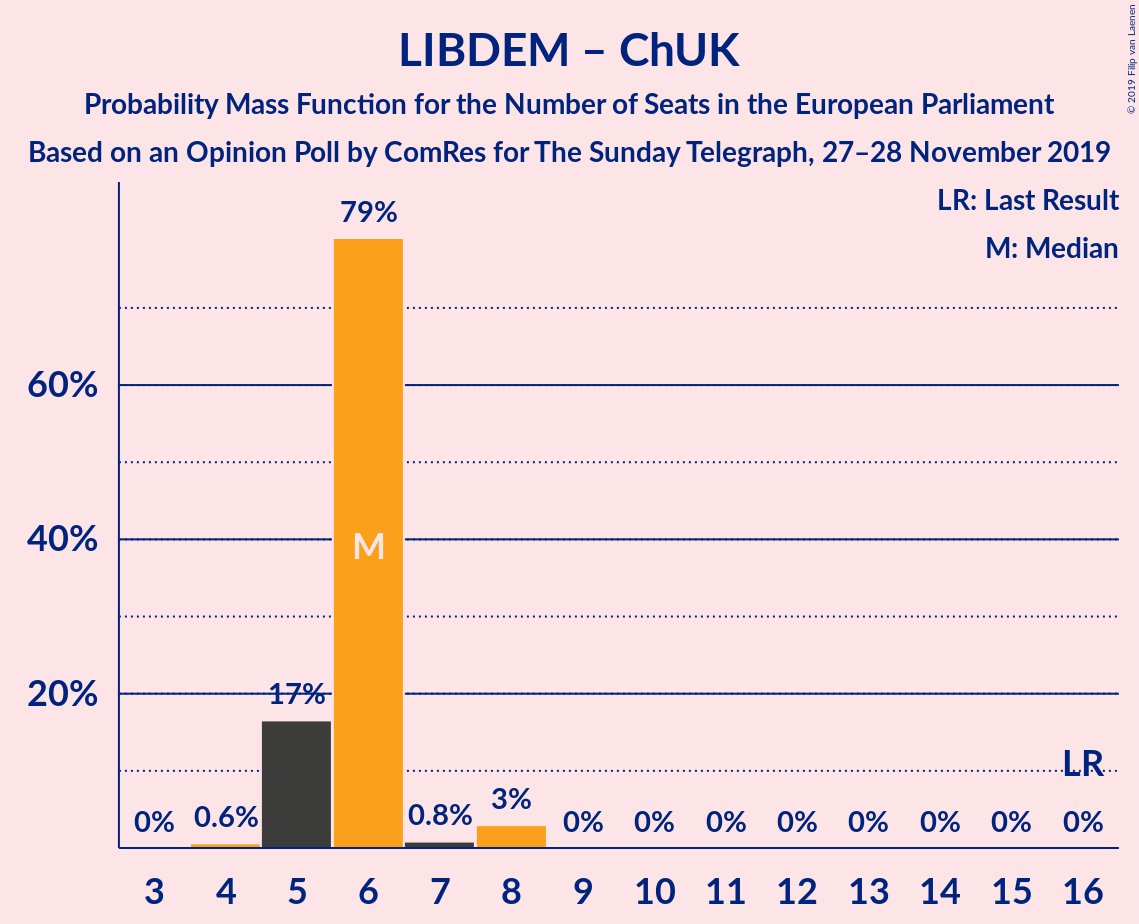 LIBDEM – ChUK
Probability Mass Function for the Number of Seats in the European Parliament
Based on an Opinion Poll by ComRes for The Sunday Telegraph, 27–28 November 2019
© 2019 Filip van Laenen
LR: Last Result
M: Median
79%
60%
40%
M
20%
17%
LR
0%
0.6%
0.8%
3%
0%
0%
0%
0%
0%
0%
0%
0%
3 4 5 6 7 8 9 10 11 12 13 14 15 16